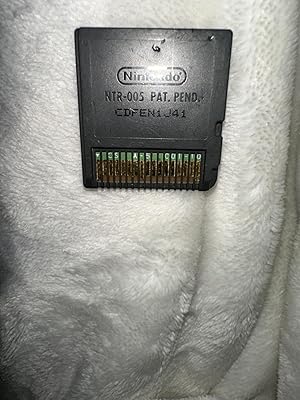 Nintendo
NTR-005 PAT. PEND.
CDFEN1J41